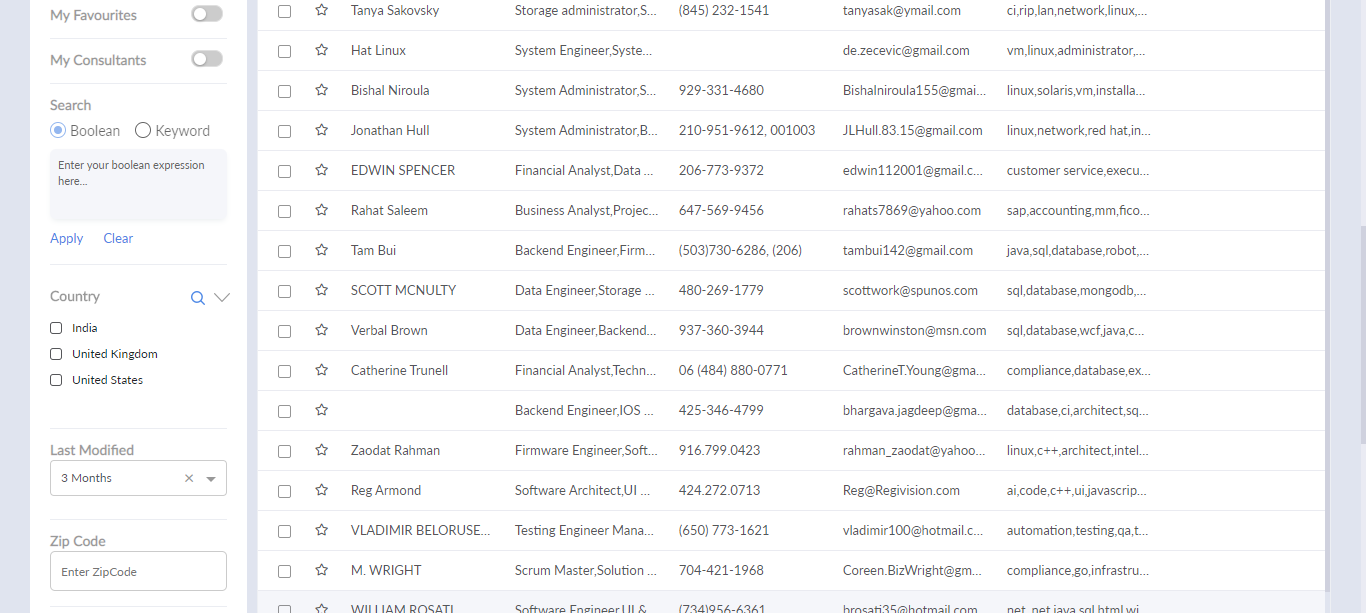 My Favourites
My Consultants
Search
Boolean Keyword
Enter your boolean expression
here...
Apply Clear
Country
India
United Kingdom
United States
Last Modified
3 Months
Zip Code
Enter ZipCode
Tanya Sakovsky Storage administrator,S... (845) 232-1541 tanyasak@ymail.com ci,rip,lan,network,linux,...
Hat Linux System Engineer,Syste... de.zecevic@gmail.com vm,linux,administrator,...
Bishal Niroula System Administrator,S... 929-331-4680 Bishalniroula155@gmai... linux,solaris,vm,installa...
Jonathan Hull System Administrator,B... 210-951-9612, 001003 JLHull.83.15@gmail.com linux,network,red hat,in...
EDWIN SPENCER Financial Analyst,Data ... 206-773-9372 edwin112001@gmail.c... customer service,execu...
Rahat Saleem Business Analyst,Projec... 647-569-9456 rahats7869@yahoo.com sap,accounting,mm,fico...
Tam Bui Backend Engineer,Firm... (503)730-6286, (206) tambui142@gmail.com java,sql,database,robot,...
SCOTT MCNULTY Data Engineer,Storage ... 480-269-1779 scottwork@spunos.com sql,database,mongodb,...
Verbal Brown Data Engineer,Backend... 937-360-3944 brownwinston@msn.com sql,database,wcf,java,c...
Catherine Trunell Financial Analyst,Techn... 06 (484) 880-0771 CatherineT.Young@gma... compliance,database,ex...
Backend Engineer,IOS ... 425-346-4799 bhargava.jagdeep@gma... database,ci,architect,sq...
Zaodat Rahman Firmware Engineer,Soft... 916.799.0423 rahman_zaodat@yahoo... linux,c++,architect,intel...
Reg Armond Software Architect,UI ... 424.272.0713 Reg@Regivision.com ai,code,c++,ui,javascrip...
VLADIMIR BELORUSE... Testing Engineer Mana... (650) 773-1621 vladimir100@hotmail.c... automation,testing,qa,t...
M. WRIGHT Scrum Master,Solution ... 704-421-1968 Coreen.BizWright@gm... compliance,go,infrastru...
WILLIAM ROSATI Software Engineer,UI &... (734)956-6361 brosati35@hotmail.com net,.net,java,sql,html,wi...